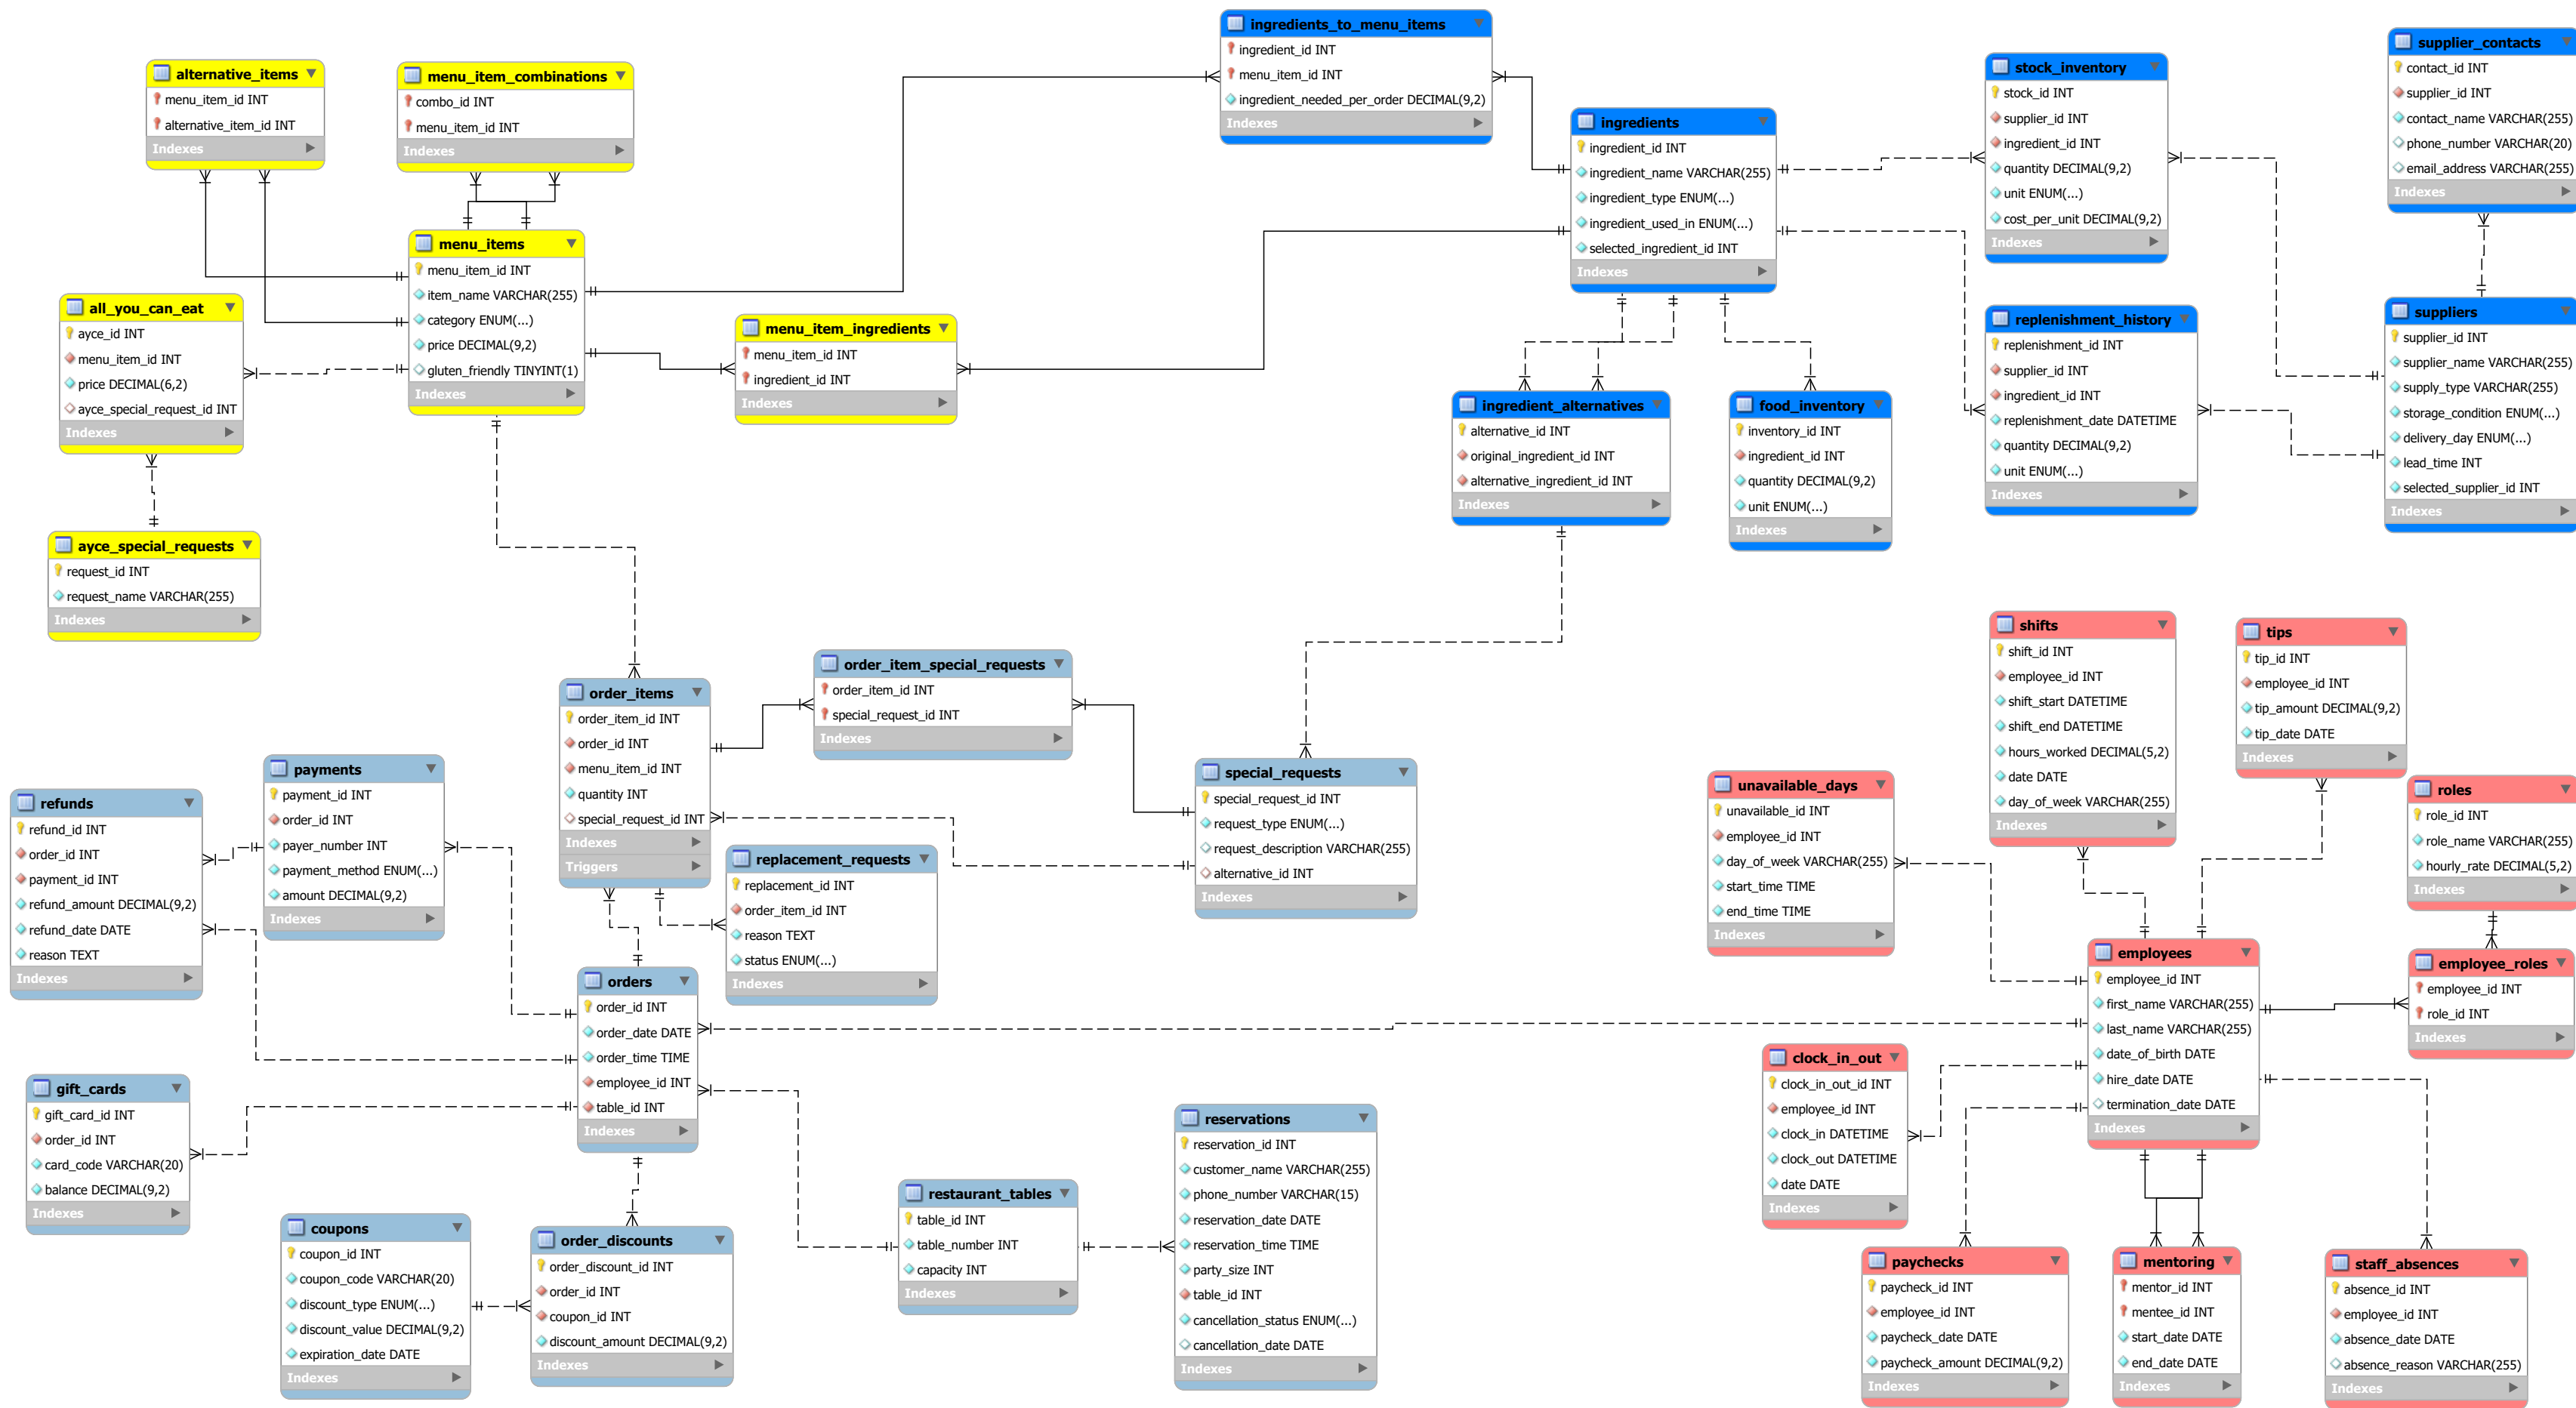 alternative_items
menu_item_id INT
alternative_item_id INT
Indexes
menu_item_combinations
combo_id INT
menu_item_id INT
Indexes
ingredients_to_menu_items
ingredient_id INT
menu_item_id INT
ingredient_needed_per_order DECIMAL(9,2)
Indexes
ingredients
ingredient_id INT
ingredient_name VARCHAR(255)
ingredient_type ENUM(...)
ingredient_used_in ENUM(...)
selected_ingredient_id INT
Indexes
stock_inventory
stock_id INT
supplier_id INT
ingredient_id INT
quantity DECIMAL(9,2)
unit ENUM(...)
cost_per_unit DECIMAL(9,2)
Indexes
supplier_contacts
contact_id INT
supplier_id INT
contact_name VARCHAR(255)
phone_number VARCHAR(20)
email_address VARCHAR(255)
Indexes
menu_items
menu_item_id INT
item_name VARCHAR(255)
category ENUM(...)
price DECIMAL(9,2)
gluten_friendly TINYINT(1)
Indexes
all_you_can_eat
ayce_id INT
menu_item_id INT
price DECIMAL(6,2)
ayce_special_request_id INT
Indexes
menu_item_ingredients
menu_item_id INT
ingredient_id INT
Indexes
ingredient_alternatives
alternative_id INT
original_ingredient_id INT
alternative_ingredient_id INT
Indexes
food_inventory
inventory_id INT
ingredient_id INT
quantity DECIMAL(9,2)
unit ENUM(...)
Indexes
replenishment_history
replenishment_id INT
supplier_id INT
ingredient_id INT
replenishment_date DATETIME
quantity DECIMAL(9,2)
unit ENUM(...)
Indexes
suppliers
supplier_id INT
supplier_name VARCHAR(255)
supply_type VARCHAR(255)
storage_condition ENUM(...)
delivery_day ENUM(...)
lead_time INT
selected_supplier_id INT
Indexes
ayce_special_requests
request_id INT
request_name VARCHAR(255)
Indexes
order_items
order_item_id INT
order_id INT
menu_item_id INT
quantity INT
special_request_id INT
Indexes
Triggers
order_item_special_requests
order_item_id INT
special_request_id INT
Indexes
special_requests
special_request_id INT
request_type ENUM(...)
request_description VARCHAR(255)
alternative_id INT
Indexes
shifts
shift_id INT
employee_id INT
shift_start DATETIME
shift_end DATETIME
hours_worked DECIMAL(5,2)
date DATE
day_of_week VARCHAR(255)
Indexes
tips
tip_id INT
employee_id INT
tip_amount DECIMAL(9,2)
tip_date DATE
Indexes
refunds
refund_id INT
order_id INT
payment_id INT
refund_amount DECIMAL(9,2)
refund_date DATE
reason TEXT
Indexes
payments
payment_id INT
order_id INT
payer_number INT
payment_method ENUM(...)
amount DECIMAL(9,2)
Indexes
replacement_requests
replacement_id INT
order_item_id INT
reason TEXT
status ENUM(...)
Indexes
unavailable_days
unavailable_id INT
employee_id INT
day_of_week VARCHAR(255)
start_time TIME
end_time TIME
Indexes
roles
role_id INT
role_name VARCHAR(255)
hourly_rate DECIMAL(5,2)
Indexes
orders
order_id INT
order_date DATE
order_time TIME
employee_id INT
table_id INT
Indexes
employees
employee_id INT
first_name VARCHAR(255)
last_name VARCHAR(255)
date_of_birth DATE
hire_date DATE
termination_date DATE
Indexes
employee_roles
employee_id INT
role_id INT
Indexes
gift_cards
gift_card_id INT
order_id INT
card_code VARCHAR(20)
balance DECIMAL(9,2)
Indexes
clock_in_out
clock_in_out_id INT
employee_id INT
clock_in DATETIME
clock_out DATETIME
date DATE
Indexes
coupons
coupon_id INT
coupon_code VARCHAR(20)
discount_type ENUM(...)
discount_value DECIMAL(9,2)
expiration_date DATE
Indexes
order_discounts
order_discount_id INT
order_id INT
coupon_id INT
discount_amount DECIMAL(9,2)
Indexes
restaurant_tables
table_id INT
table_number INT
capacity INT
Indexes
reservations
reservation_id INT
customer_name VARCHAR(255)
phone_number VARCHAR(15)
reservation_date DATE
reservation_time TIME
party_size INT
table_id INT
cancellation_status ENUM(...)
cancellation_date DATE
Indexes
paychecks
paycheck_id INT
employee_id INT
paycheck_date DATE
paycheck_amount DECIMAL(9,2)
Indexes
mentoring
mentor_id INT
mentee_id INT
start_date DATE
end_date DATE
Indexes
staff_absences
absence_id INT
employee_id INT
absence_date DATE
absence_reason VARCHAR(255)
Indexes